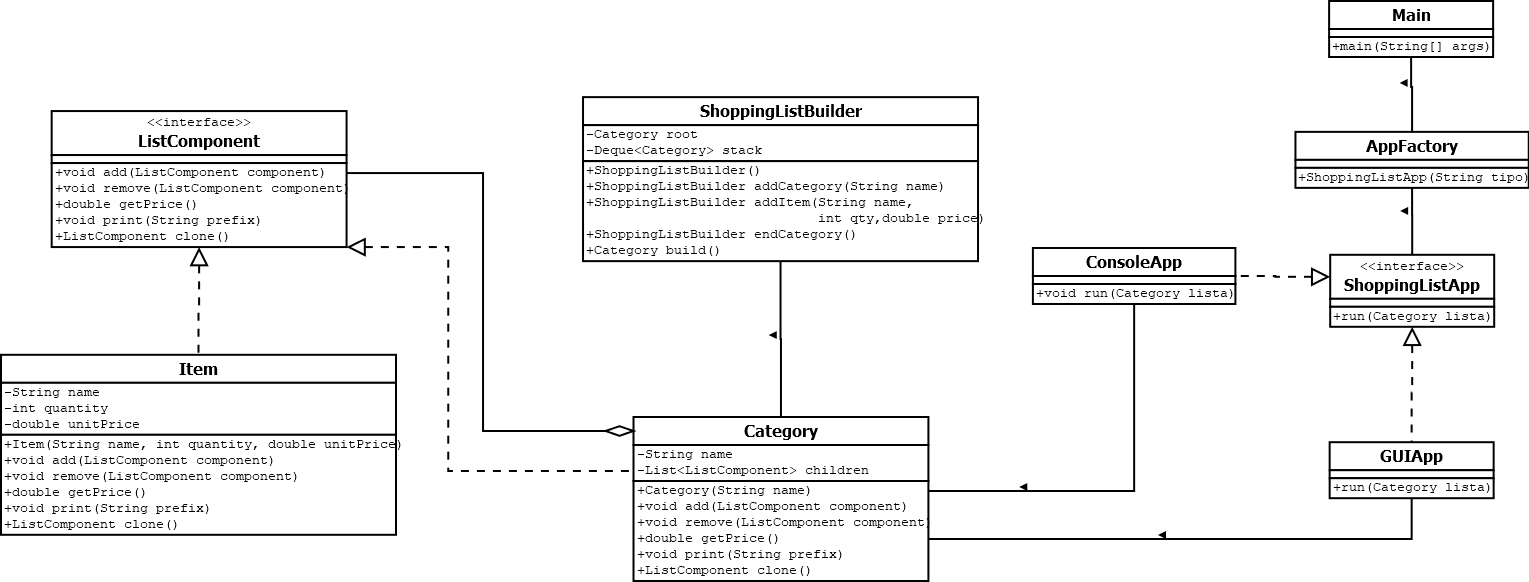 Main
+main(String[] args)
<<interface>>
ListComponent
+void add(ListComponent component)
+void remove(ListComponent component)
+double getPrice()
+void print(String prefix)
+ListComponent clone()
ShoppingListBuilder
-Category root
-Deque<Category> stack
+ShoppingListBuilder()
+ShoppingListBuilder addCategory(String name)
+ShoppingListBuilder addItem(String name,
int qty,double price)
+ShoppingListBuilder endCategory()
+Category build()
AppFactory
+ShoppingListApp(String tipo)
ConsoleApp
+void run(Category lista)
<<interface>>
ShoppingListApp
+run(Category lista)
Item
-String name
-int quantity
-double unitPrice
+Item(String name, int quantity, double unitPrice)
+void add(ListComponent component)
+void remove(ListComponent component)
+double getPrice()
+void print(String prefix)
+ListComponent clone()
Category
-String name
-List<ListComponent> children
+Category(String name)
+void add(ListComponent component)
+void remove(ListComponent component)
+double getPrice()
+void print(String prefix)
+ListComponent clone()
GUIApp
+run(Category lista)